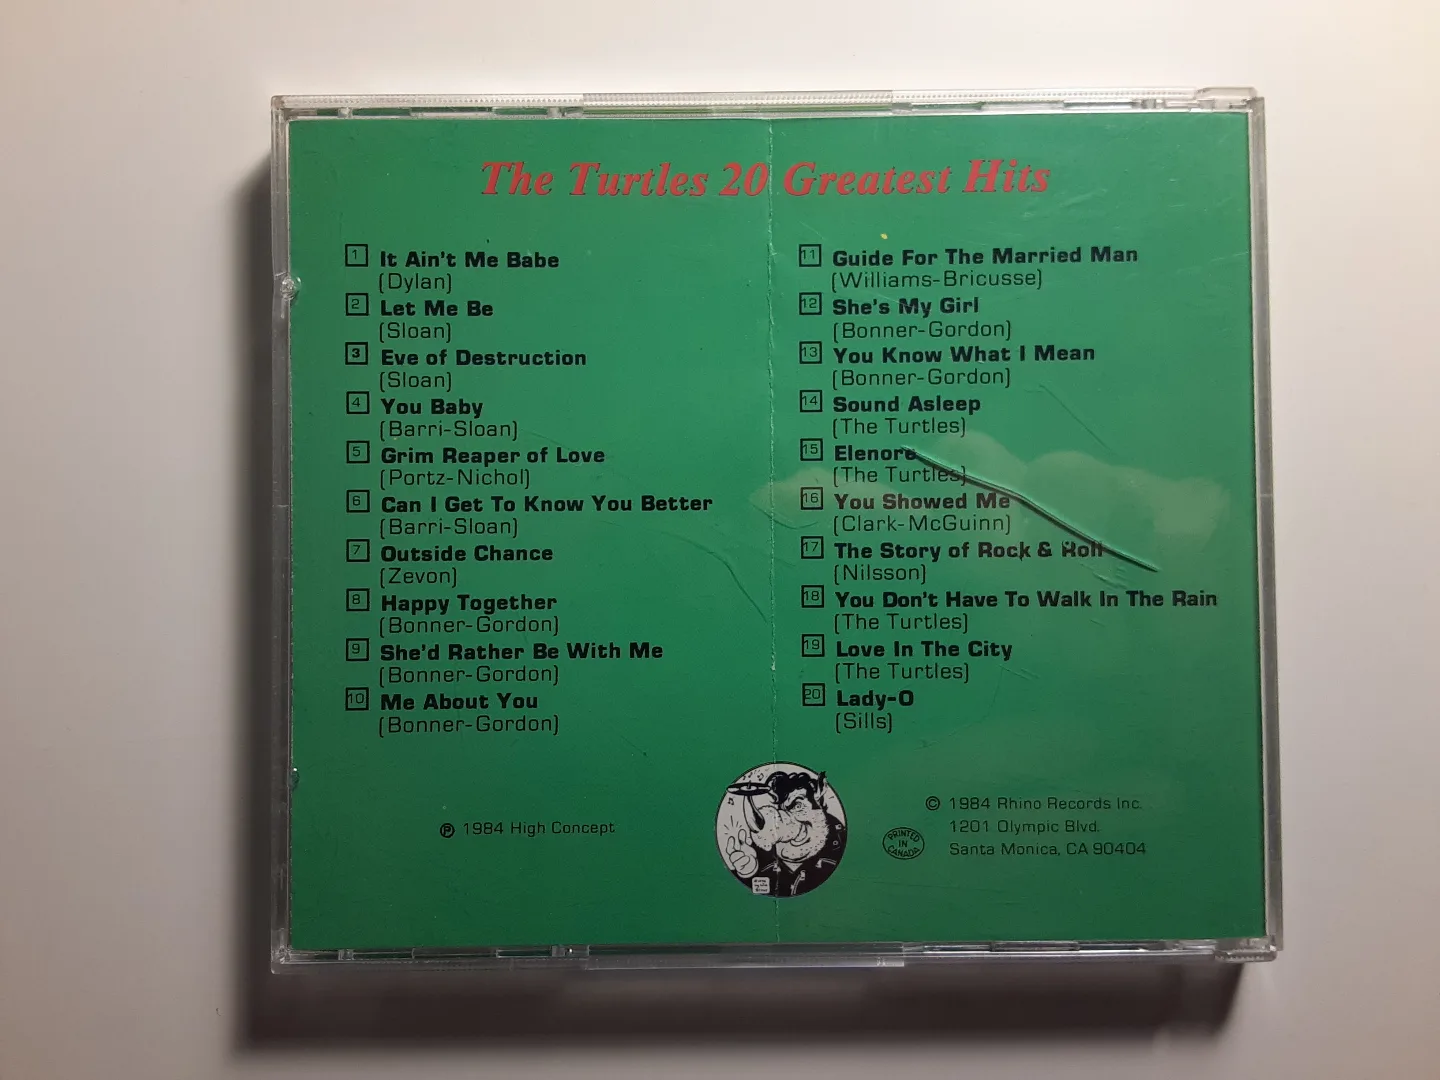 The Turtles 20 Greatest Hits
1 It Ain't Me Babe
(Dylan)
2 Let Me Be
(Sloan)
3 Eve of Destruction
(Sloan)
4 You Baby
(Barri-Sloan)
5 Grim Reaper of Love
(Portz-Nichol)
6 Can I Get To Know You Better
(Barri-Sloan)
7 Outside Chance
(Zevon)
8 Happy Together
(Bonner-Gordon)
9 She'd Rather Be With Me
(Bonner-Gordon)
10 Me About You
(Bonner-Gordon)
11 Guide For The Married Man
(Williams-Bricusse)
12 She's My Girl
(Bonner-Gordon)
13 You Know What I Mean
(Bonner-Gordon)
14 Sound Asleep
(The Turtles)
15 Elenore
(The Turtles)
16 You Showed Me
(Clark-McGuinn)
17 The Story of Rock & Roll
(Nilsson)
18 You Don't Have To Walk In The Rain
(The Turtles)
19 Love In The City
(The Turtles)
20 Lady-O
(Sills)
℗ 1984 High Concept
PRINTED
IN
CANADA
© 1984 Rhino Records Inc.
1201 Olympic Blvd.
Santa Monica, CA 90404